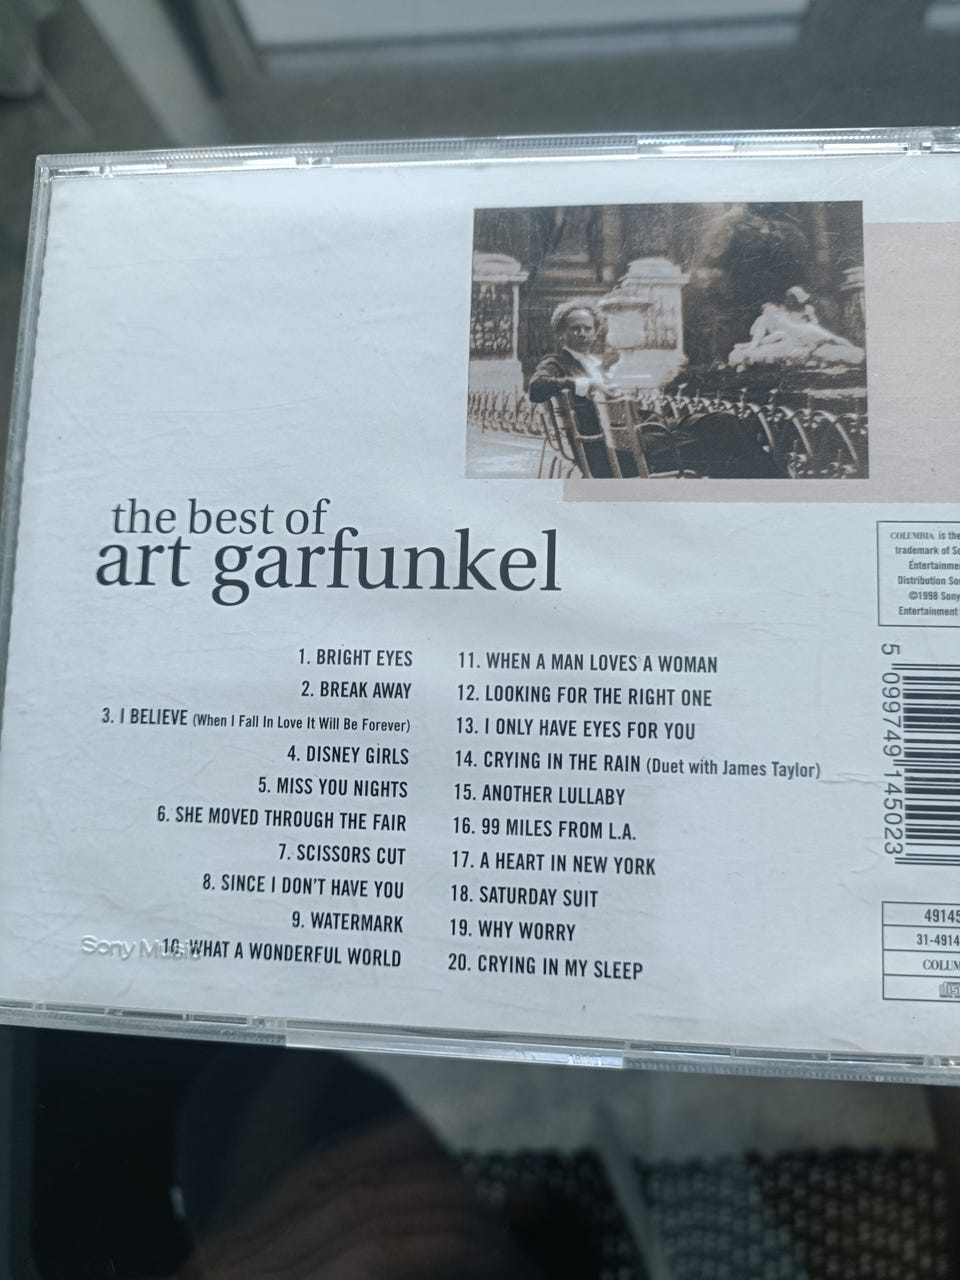 the best of
art garfunkel
1. BRIGHT EYES
2. BREAK AWAY
3. I BELIEVE (When I Fall In Love It Will Be Forever)
4. DISNEY GIRLS
5. MISS YOU NIGHTS
6. SHE MOVED THROUGH THE FAIR
7. SCISSORS CUT
8. SINCE I DON'T HAVE YOU
9. WATERMARK
10. WHAT A WONDERFUL WORLD
Sony Music
11. WHEN A MAN LOVES A WOMAN
12. LOOKING FOR THE RIGHT ONE
13. I ONLY HAVE EYES FOR YOU
14. CRYING IN THE RAIN (Duet with James Taylor)
15. ANOTHER LULLABY
16. 99 MILES FROM L.A.
17. A HEART IN NEW YORK
18. SATURDAY SUIT
19. WHY WORRY
20. CRYING IN MY SLEEP
COLUMBIA is the
trademark of So
Entertainme
Distribution So
©1998 Sony
Entertainment
5 099749 145023
49145
31-4914
COLUM